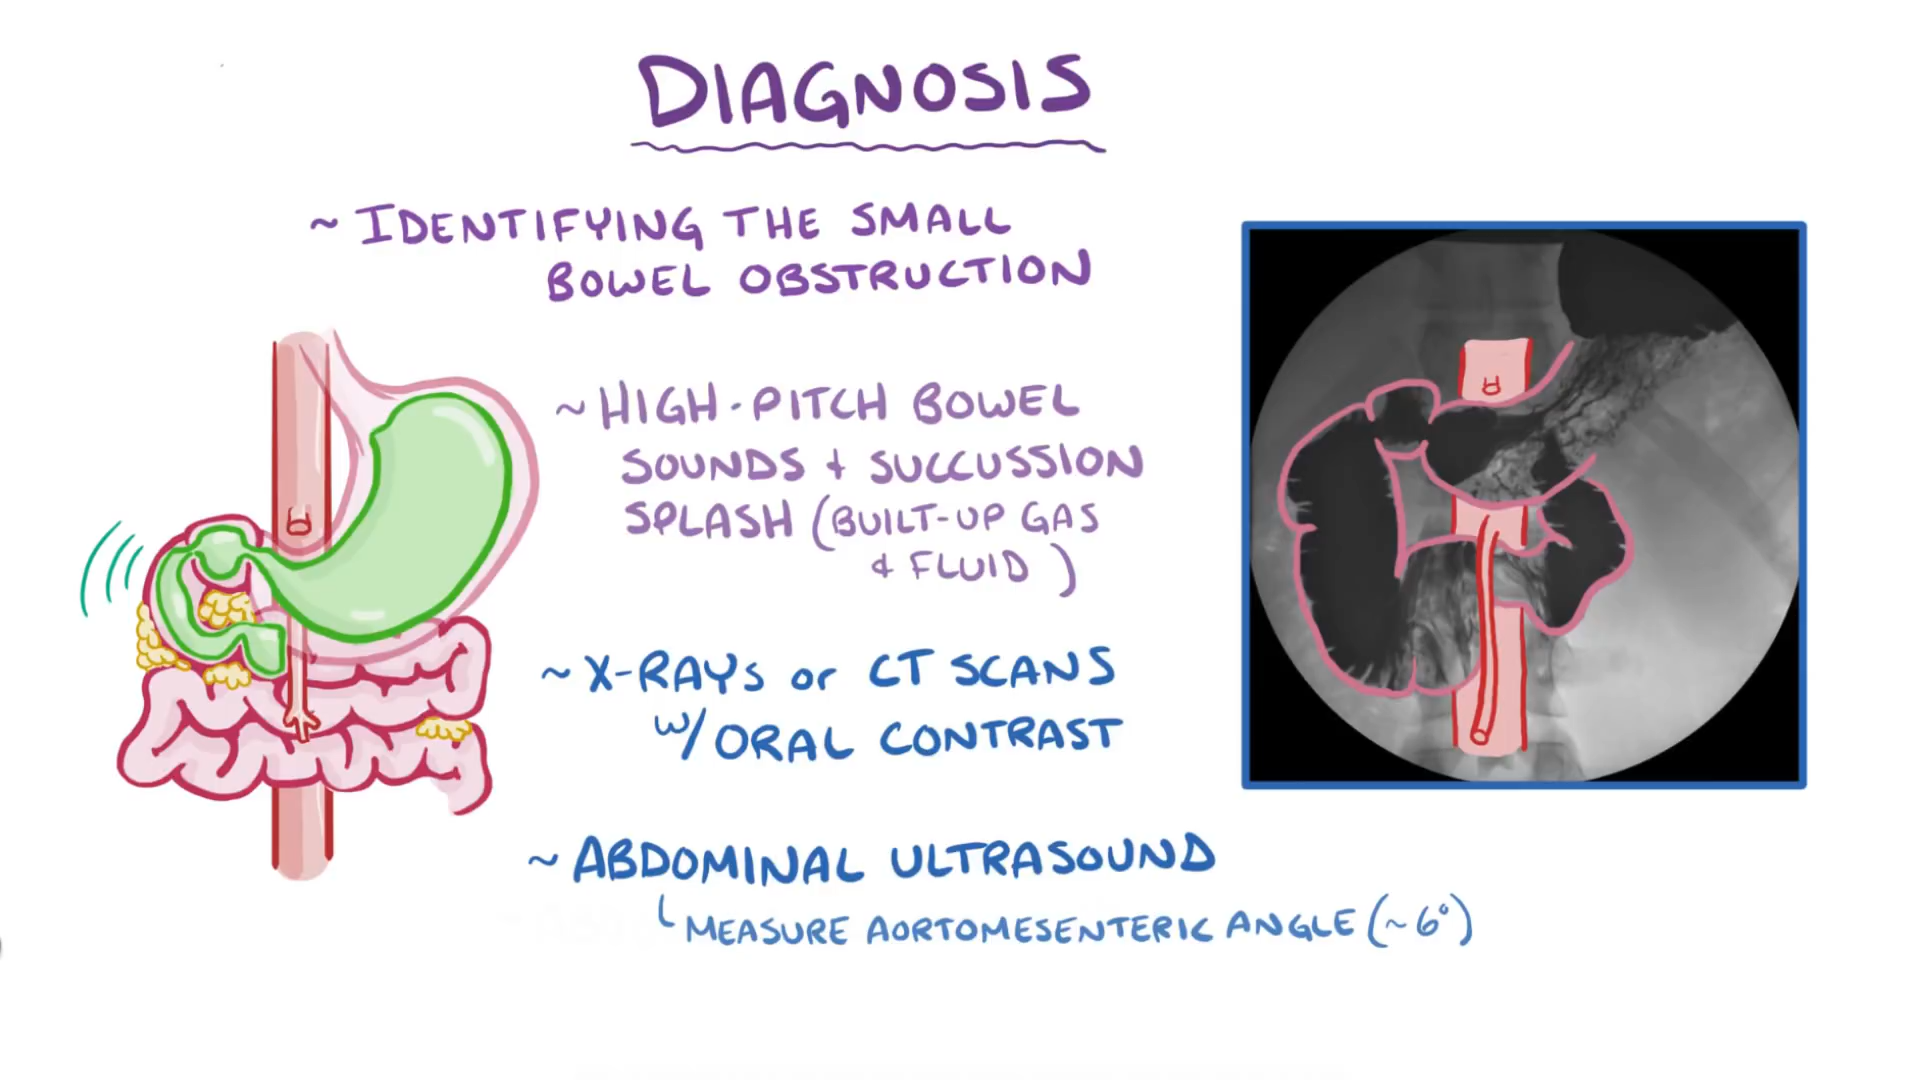 DIAGNOSIS
~ IDENTIFYING THE SMALL
BOWEL OBSTRUCTION
~ HIGH-PITCH BOWEL
SOUNDS + SUCCUSSION
SPLASH (BUILT-UP GAS
& FLUID)
~ X-RAYS or CT SCANS
w/ ORAL CONTRAST
~ ABDOMINAL ULTRASOUND
MEASURE AORTOMESENTERIC ANGLE (~6°)